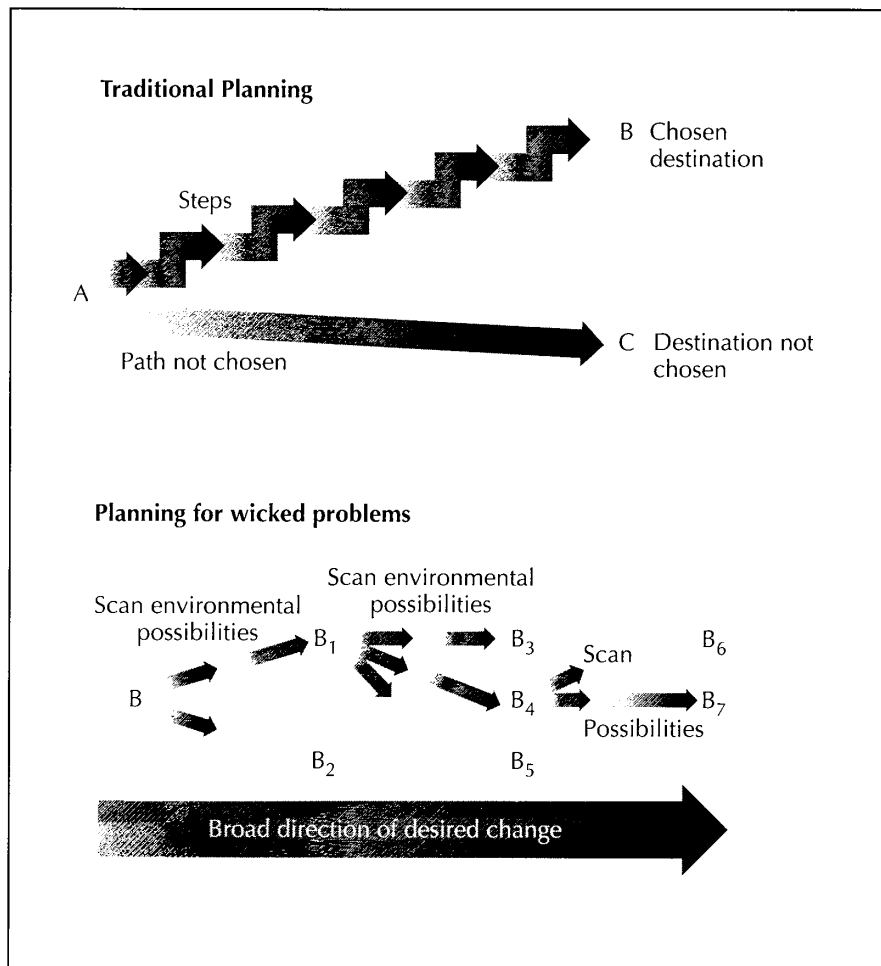 Traditional Planning
B Chosen
destination
Steps
A
C Destination not
chosen
Path not chosen
Planning for wicked problems
Scan environmental
possibilities
Scan environmental
possibilities
B₁
B₃
B₆
Scan
B
B₄
B₇
Possibilities
B₂
B₅
Broad direction of desired change